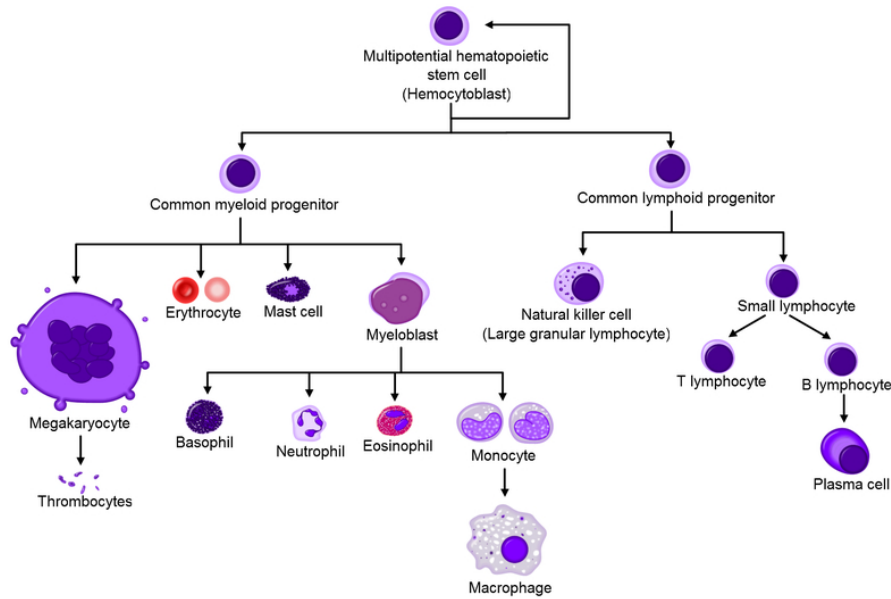 Multipotential hematopoietic
stem cell
(Hemocytoblast)
Common myeloid progenitor
Common lymphoid progenitor
Erythrocyte
Mast cell
Myeloblast
Natural killer cell
(Large granular lymphocyte)
Small lymphocyte
T lymphocyte
B lymphocyte
Megakaryocyte
Basophil
Neutrophil
Eosinophil
Monocyte
Plasma cell
Thrombocytes
Macrophage